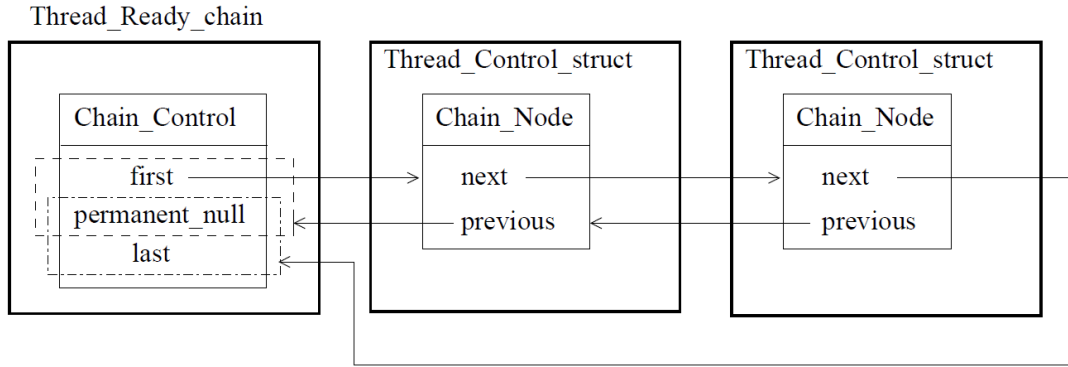 Thread_Ready_chain
Thread_Control_struct
Thread_Control_struct
Chain_Control
Chain_Node
Chain_Node
first
next
next
permanent_null
previous
previous
last